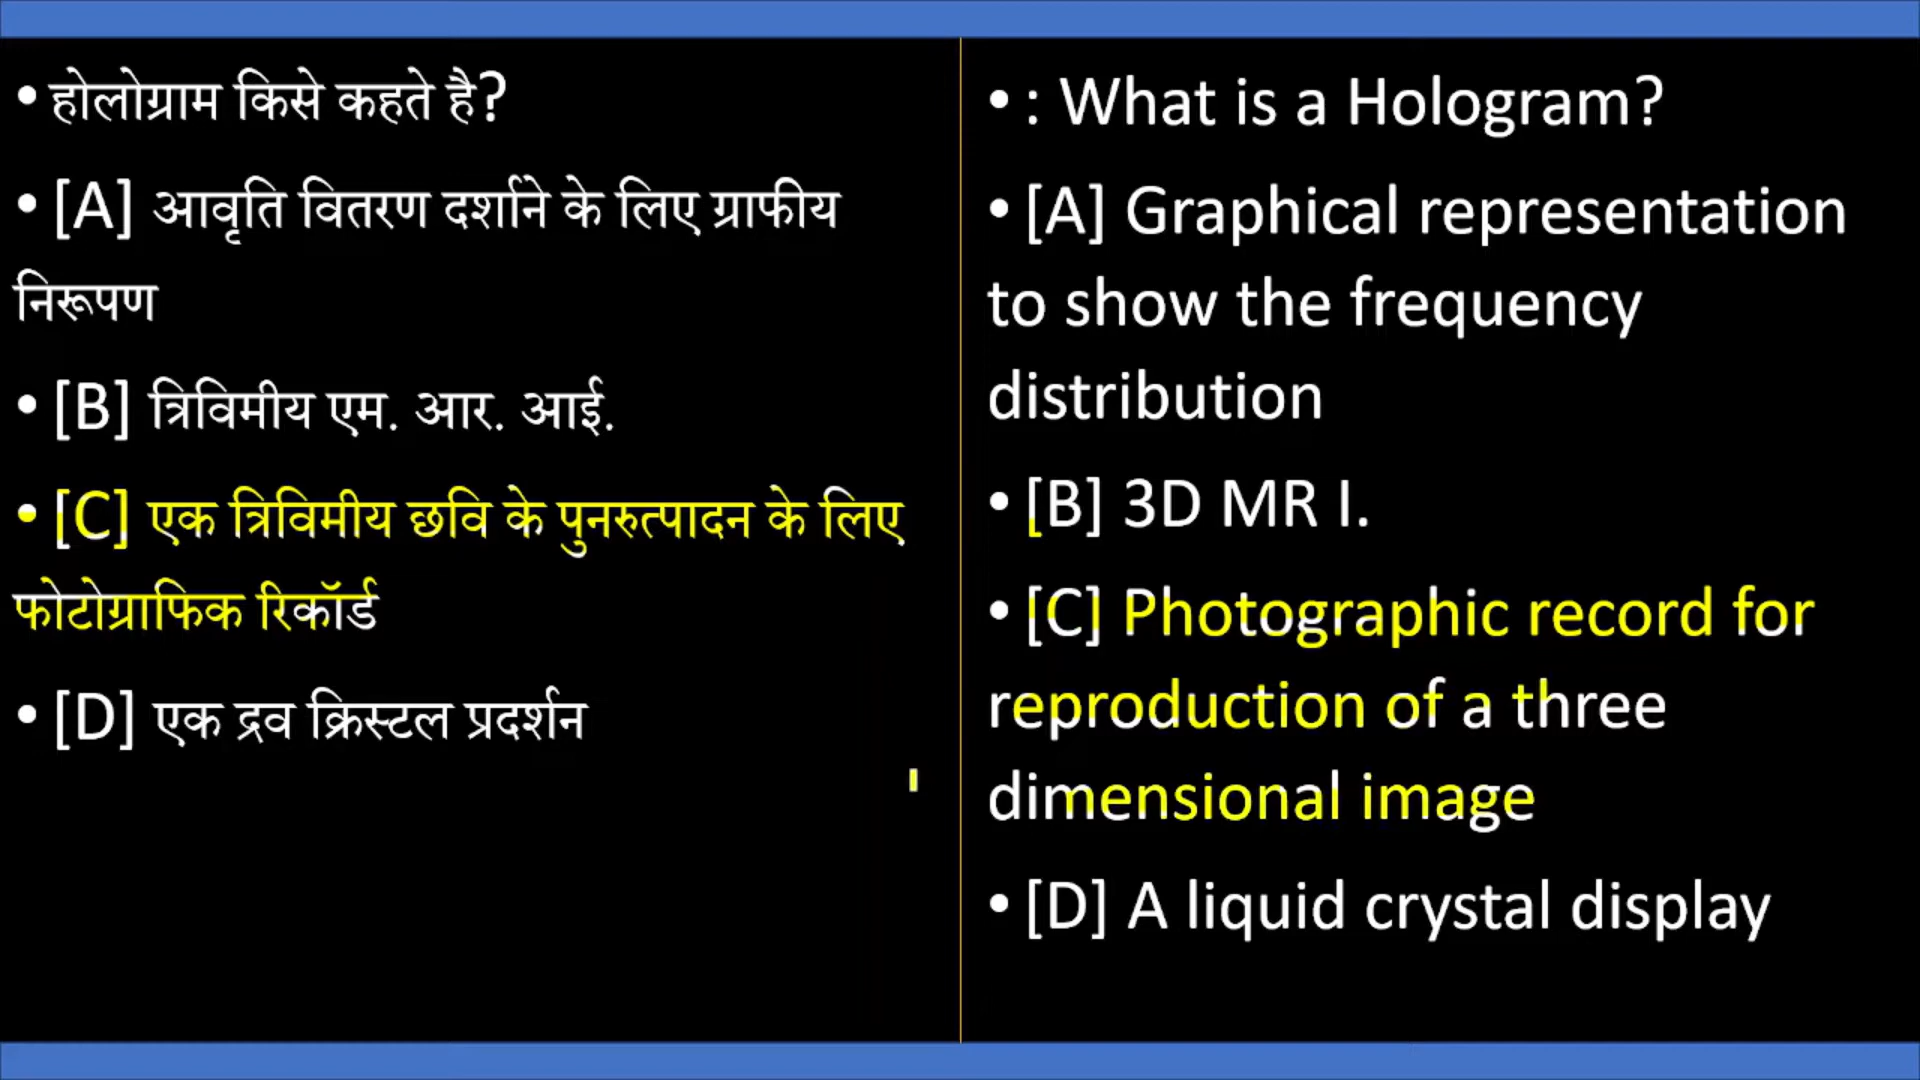 • होलोग्राम किसे कहते है?
• [A] आवृति वितरण दर्शाने के लिए ग्राफीय
निरूपण
• [B] त्रिविमीय एम. आर. आई.
• [C] एक त्रिविमीय छवि के पुनरुत्पादन के लिए
फोटोग्राफिक रिकॉर्ड
• [D] एक द्रव क्रिस्टल प्रदर्शन
• : What is a Hologram?
• [A] Graphical representation
to show the frequency
distribution
• [B] 3D MR I.
• [C] Photographic record for
reproduction of a three
dimensional image
• [D] A liquid crystal display